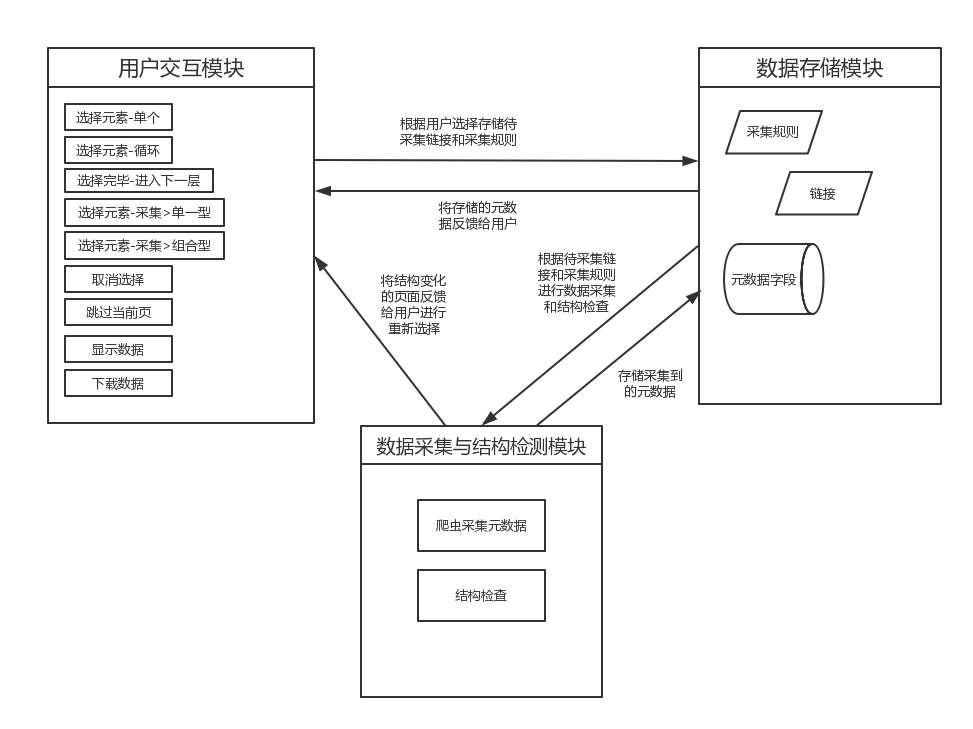 用户交互模块
选择元素-单个
选择元素-循环
选择完毕-进入下一层
选择元素-采集>单一型
选择元素-采集>组合型
取消选择
跳过当前页
显示数据
下载数据
根据用户选择存储待
采集链接和采集规则
将存储的元数
据反馈给用户
将结构变化
的页面反馈
给用户进行
重新选择
根据待采集链
接和采集规则
进行数据采集
和结构检查
存储采集到
的元数据
数据存储模块
采集规则
链接
元数据字段
数据采集与结构检测模块
爬虫采集元数据
结构检查